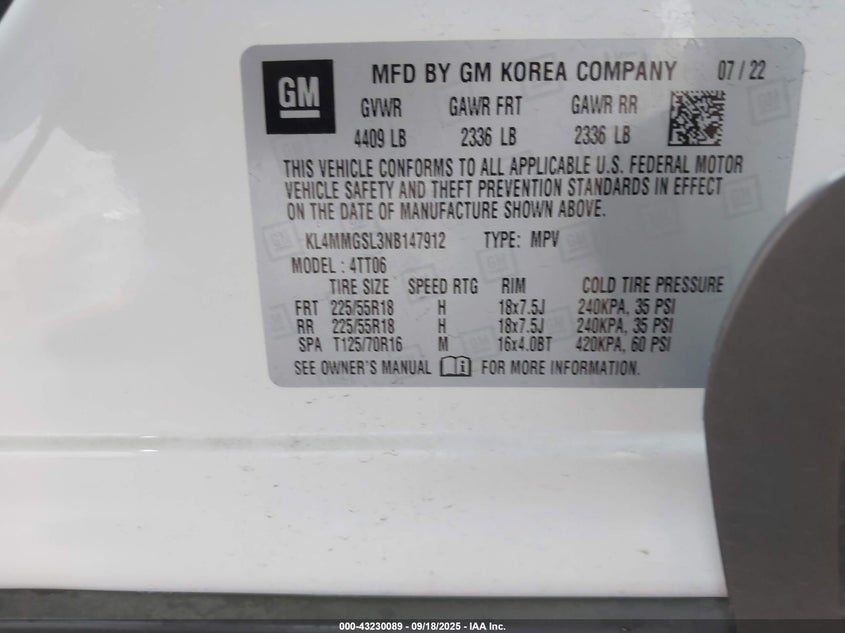 GM
MFD BY GM KOREA COMPANY 07/22
GVWR GAWR FRT GAWR RR
4409 LB 2336 LB 2336 LB
THIS VEHICLE CONFORMS TO ALL APPLICABLE U.S. FEDERAL MOTOR
VEHICLE SAFETY AND THEFT PREVENTION STANDARDS IN EFFECT
ON THE DATE OF MANUFACTURE SHOWN ABOVE.
KL4MMGSL3NB147912 TYPE: MPV
MODEL : 4TT06
TIRE SIZE SPEED RTG RIM COLD TIRE PRESSURE
FRT 225/55R18 H 18x7.5J 240KPA, 35 PSI
RR 225/55R18 H 18x7.5J 240KPA, 35 PSI
SPA T125/70R16 M 16x4.0BT 420KPA, 60 PSI
SEE OWNER'S MANUAL FOR MORE INFORMATION.
000-43230089 - 09/18/2025 - IAA Inc.